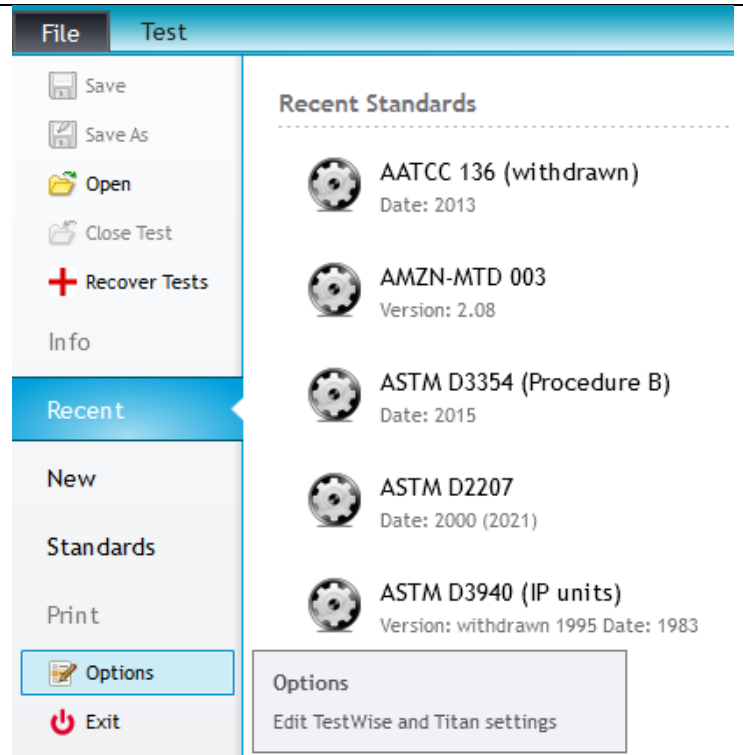 File
Test
Save
Save As
Open
Close Test
Recover Tests
Info
Recent
New
Standards
Print
Options
Exit
Recent Standards
AATCC 136 (withdrawn)
Date: 2013
AMZN-MTD 003
Version: 2.08
ASTM D3354 (Procedure B)
Date: 2015
ASTM D2207
Date: 2000 (2021)
ASTM D3940 (IP units)
Version: withdrawn 1995 Date: 1983
Options
Edit TestWise and Titan settings